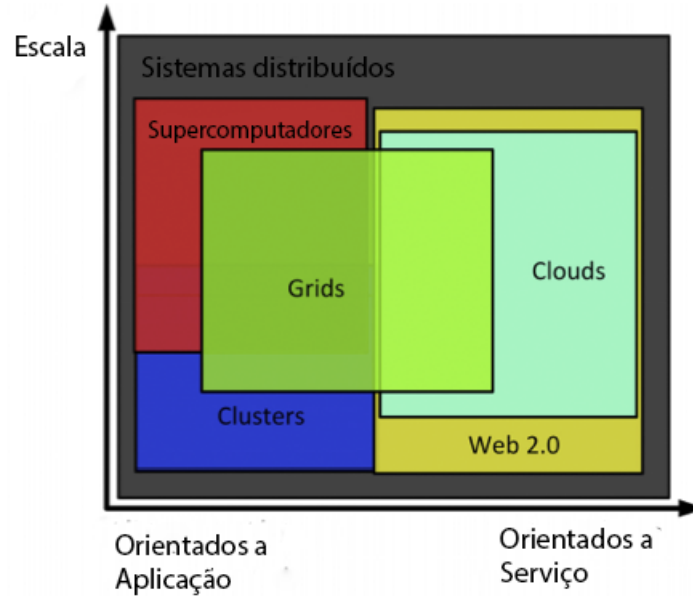 Escala
Sistemas distribuídos
Supercomputadores
Grids
Clouds
Clusters
Web 2.0
Orientados a
Aplicação
Orientados a
Serviço